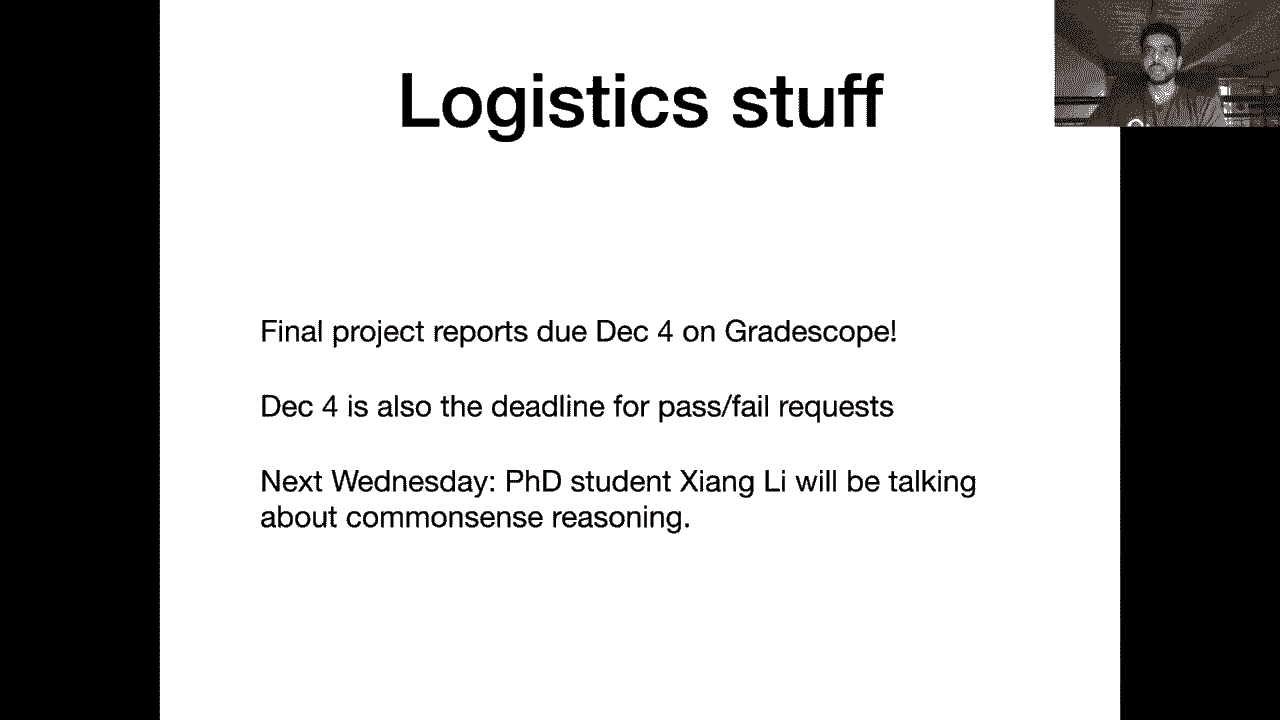 Logistics stuff
Final project reports due Dec 4 on Gradescope!
Dec 4 is also the deadline for pass/fail requests
Next Wednesday: PhD student Xiang Li will be talking
about commonsense reasoning.